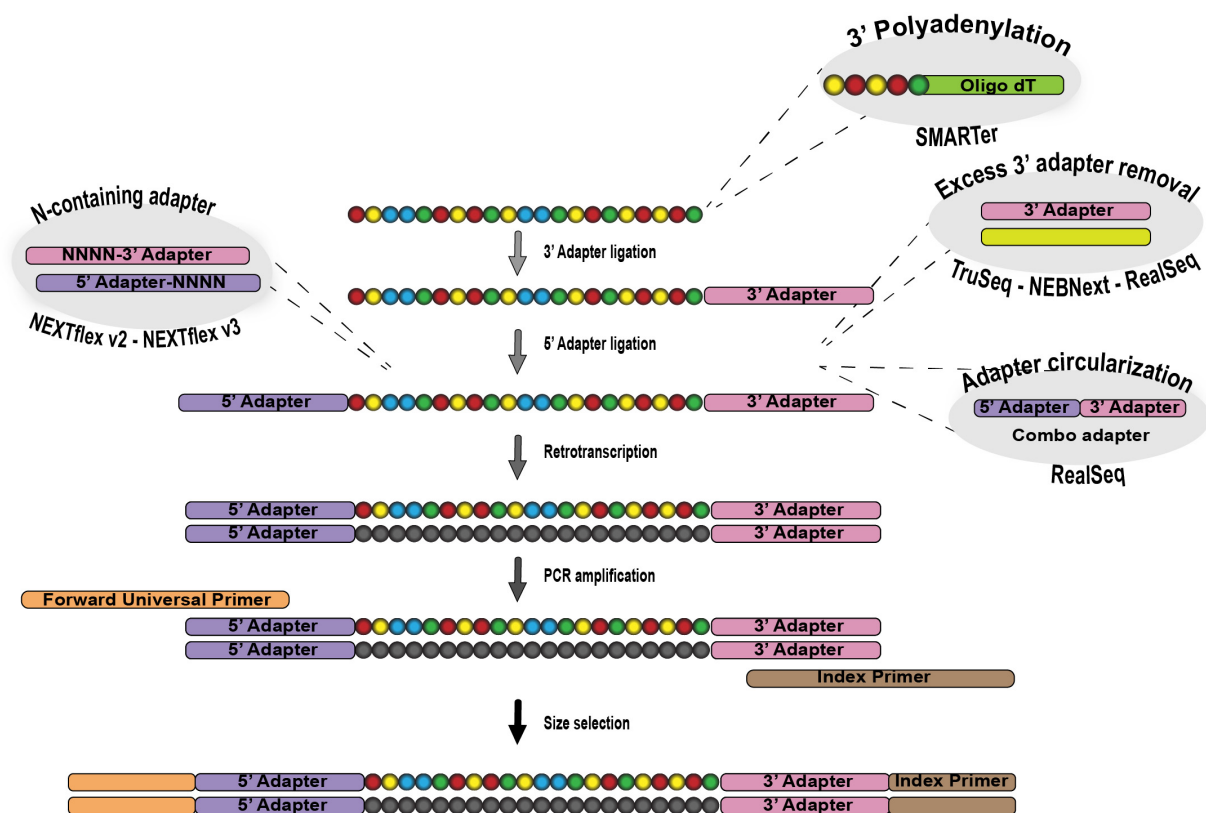 3’ Polyadenylation
Oligo dT
SMARTer
Excess 3’ adapter removal
3’ Adapter
TruSeq - NEBNext - RealSeq
N-containing adapter
NNNN-3’ Adapter
5’ Adapter-NNNN
NEXTflex v2 - NEXTflex v3
3’ Adapter ligation
3’ Adapter
5’ Adapter ligation
Adapter circularization
5’ Adapter 3’ Adapter
Combo adapter
RealSeq
5’ Adapter 3’ Adapter
Retrotranscription
5’ Adapter 3’ Adapter
5’ Adapter 3’ Adapter
PCR amplification
Forward Universal Primer
5’ Adapter 3’ Adapter
5’ Adapter 3’ Adapter
Index Primer
Size selection
5’ Adapter 3’ Adapter Index Primer
5’ Adapter 3’ Adapter